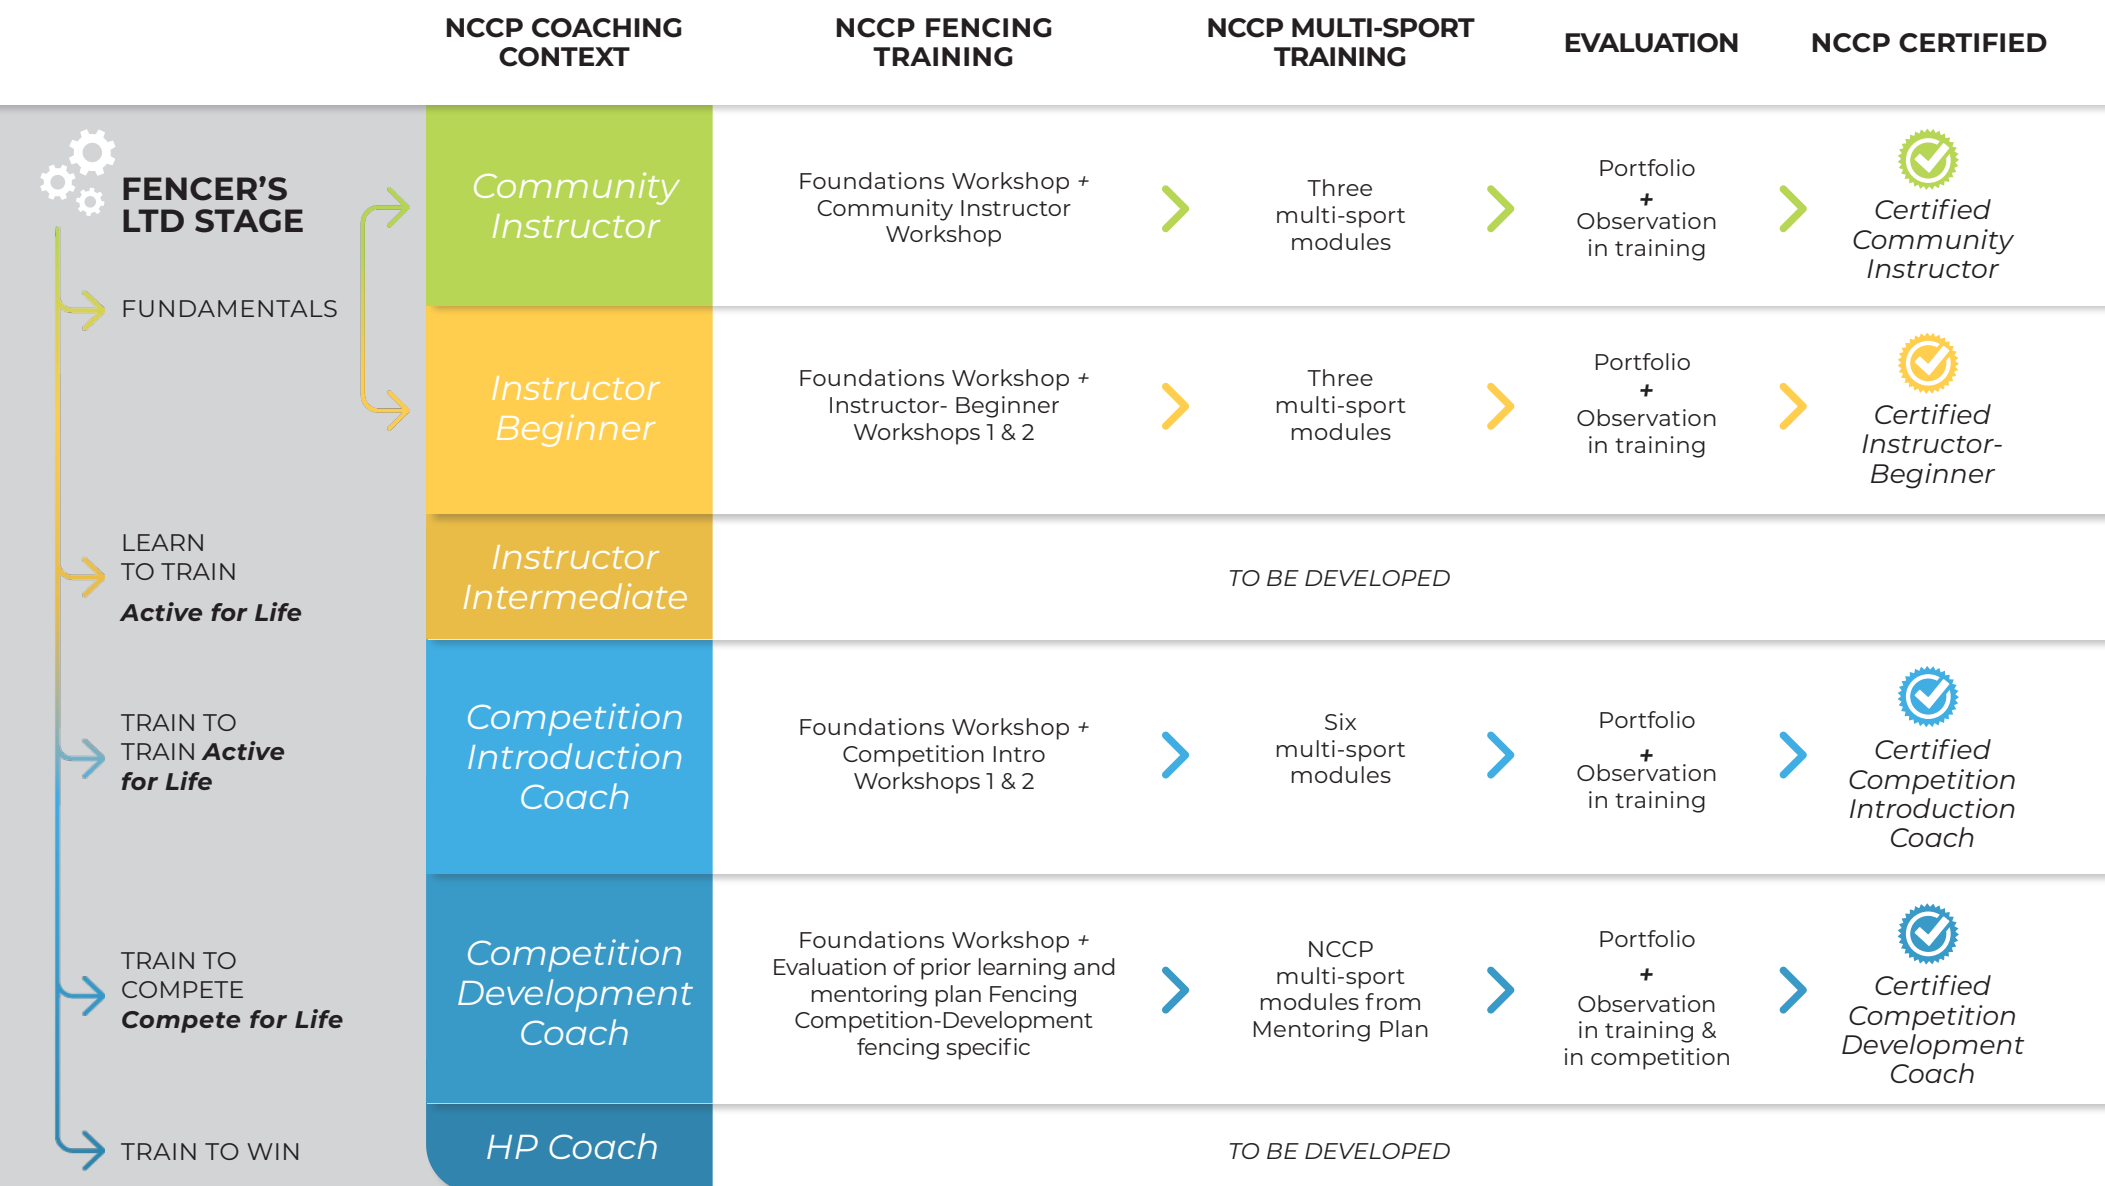 NCCP COACHING
CONTEXT
NCCP FENCING
TRAINING
NCCP MULTI-SPORT
TRAINING
EVALUATION
NCCP CERTIFIED
FENCER'S
LTD STAGE
FUNDAMENTALS
LEARN
TO TRAIN
Active for Life
TRAIN TO
TRAIN Active
for Life
TRAIN TO
COMPETE
Compete for Life
TRAIN TO WIN
Community
Instructor
Foundations Workshop +
Community Instructor
Workshop
Three
multi-sport
modules
Portfolio
+
Observation
in training
Certified
Community
Instructor
Instructor
Beginner
Foundations Workshop +
Instructor- Beginner
Workshops 1 & 2
Three
multi-sport
modules
Portfolio
+
Observation
in training
Certified
Instructor-
Beginner
Instructor
Intermediate
TO BE DEVELOPED
Competition
Introduction
Coach
Foundations Workshop +
Competition Intro
Workshops 1 & 2
Six
multi-sport
modules
Portfolio
+
Observation
in training
Certified
Competition
Introduction
Coach
Competition
Development
Coach
Foundations Workshop +
Evaluation of prior learning and
mentoring plan Fencing
Competition-Development
fencing specific
NCCP
multi-sport
modules from
Mentoring Plan
Portfolio
+
Observation
in training &
in competition
Certified
Competition
Development
Coach
HP Coach
TO BE DEVELOPED